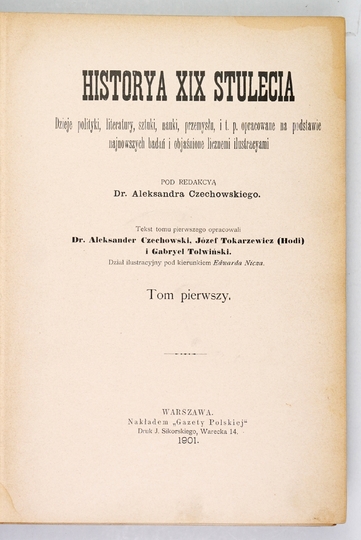 HISTORYA XIX STULECIA
Dzieje polityki, literatury, sztuki, nauki, przemysłu, i t. p. opracowane na podstawie
najnowszych badań i objaśnione licznemi ilustracyami
POD REDAKCYĄ
Dr. Aleksandra Czechowskiego.
Tekst tomu pierwszego opracowali
Dr. Aleksander Czechowski, Józef Tokarzewicz (Hodi)
i Gabryel Tolwiński.
Dział ilustracyjny pod kierunkiem Edwarda Nicza.
Tom pierwszy.
WARSZAWA.
Nakładem „Gazety Polskiej“
Druk J. Sikorskiego, Warecka 14.
1901.